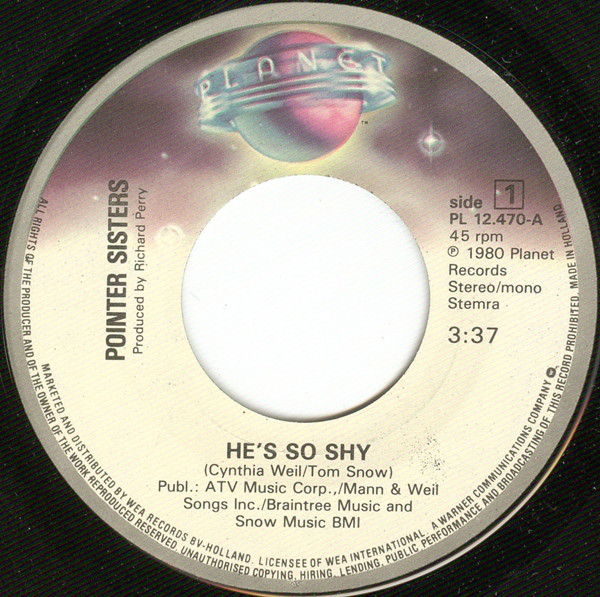 PLANET
™
POINTER SISTERS
Produced by Richard Perry
side 1
PL 12.470-A
45 rpm
℗ 1980 Planet
Records
Stereo/mono
Stemra
3:37
HE'S SO SHY
(Cynthia Weil/Tom Snow)
Publ.: ATV Music Corp.,/Mann & Weil
Songs Inc./Braintree Music and
Snow Music BMI
ALL RIGHTS OF THE PRODUCER AND OF THE OWNER OF THE WORK REPRODUCED RESERVED. UNAUTHORISED COPYING, HIRING, LENDING, PUBLIC PERFORMANCE AND BROADCASTING OF THIS RECORD PROHIBITED. MADE IN HOLLAND
MARKETED AND DISTRIBUTED BY WEA RECORDS BV-HOLLAND. LICENSEE OF WEA INTERNATIONAL. A WARNER COMMUNICATIONS COMPANY